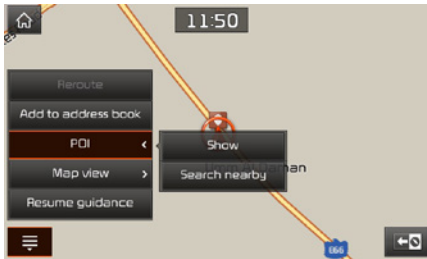 11:50
Reroute
Add to address book
POI
Show
Map view
Search nearby
Resume guidance
066